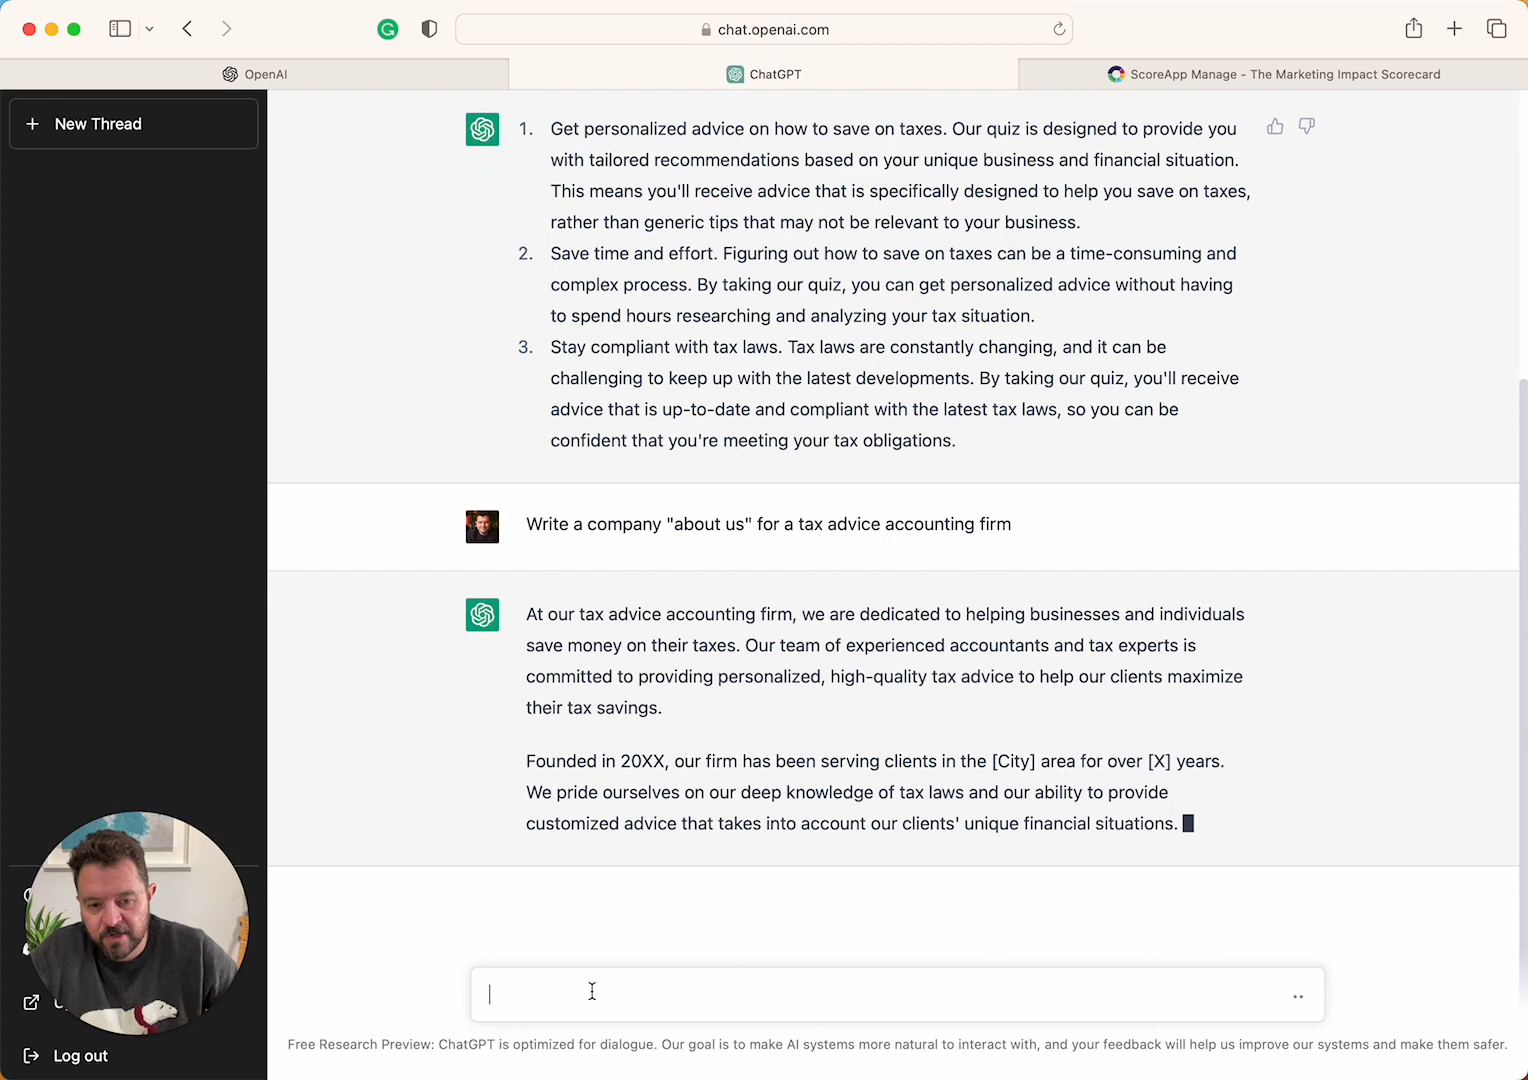 chat.openai.com
OpenAI
ChatGPT
ScoreApp Manage - The Marketing Impact Scorecard
+ New Thread
1. Get personalized advice on how to save on taxes. Our quiz is designed to provide you
with tailored recommendations based on your unique business and financial situation.
This means you'll receive advice that is specifically designed to help you save on taxes,
rather than generic tips that may not be relevant to your business.
2. Save time and effort. Figuring out how to save on taxes can be a time-consuming and
complex process. By taking our quiz, you can get personalized advice without having
to spend hours researching and analyzing your tax situation.
3. Stay compliant with tax laws. Tax laws are constantly changing, and it can be
challenging to keep up with the latest developments. By taking our quiz, you'll receive
advice that is up-to-date and compliant with the latest tax laws, so you can be
confident that you're meeting your tax obligations.
Write a company "about us" for a tax advice accounting firm
At our tax advice accounting firm, we are dedicated to helping businesses and individuals
save money on their taxes. Our team of experienced accountants and tax experts is
committed to providing personalized, high-quality tax advice to help our clients maximize
their tax savings.
Founded in 20XX, our firm has been serving clients in the [City] area for over [X] years.
We pride ourselves on our deep knowledge of tax laws and our ability to provide
customized advice that takes into account our clients' unique financial situations.
Log out
Free Research Preview: ChatGPT is optimized for dialogue. Our goal is to make AI systems more natural to interact with, and your feedback will help us improve our systems and make them safer.